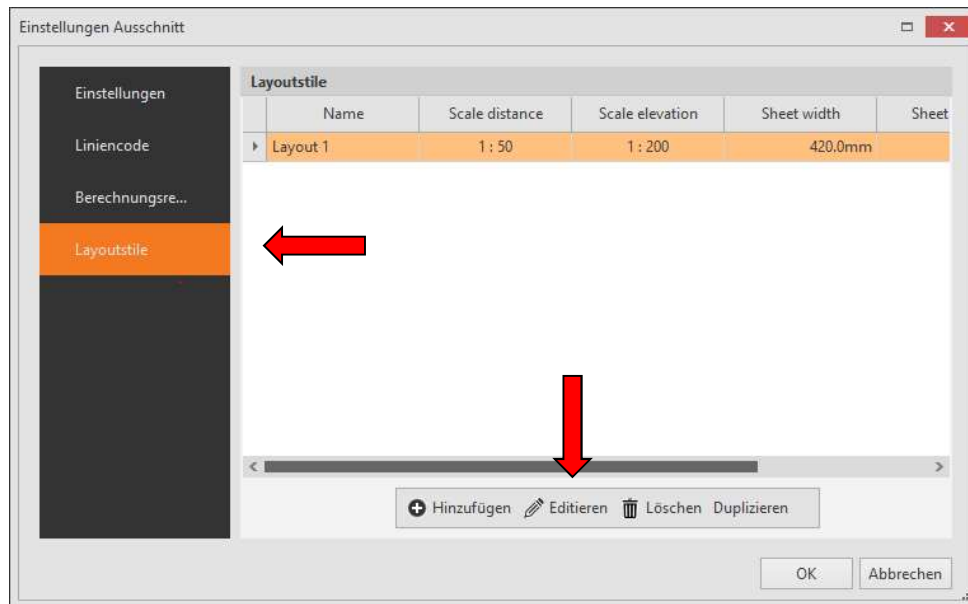 Einstellungen Ausschnitt
Einstellungen
Liniencode
Berechnungsre...
Layoutstile
Layoutstile
Name Scale distance Scale elevation Sheet width Sheet
Layout 1 1 : 50 1 : 200 420.0mm
Hinzufügen Editieren Löschen Duplizieren
OK Abbrechen